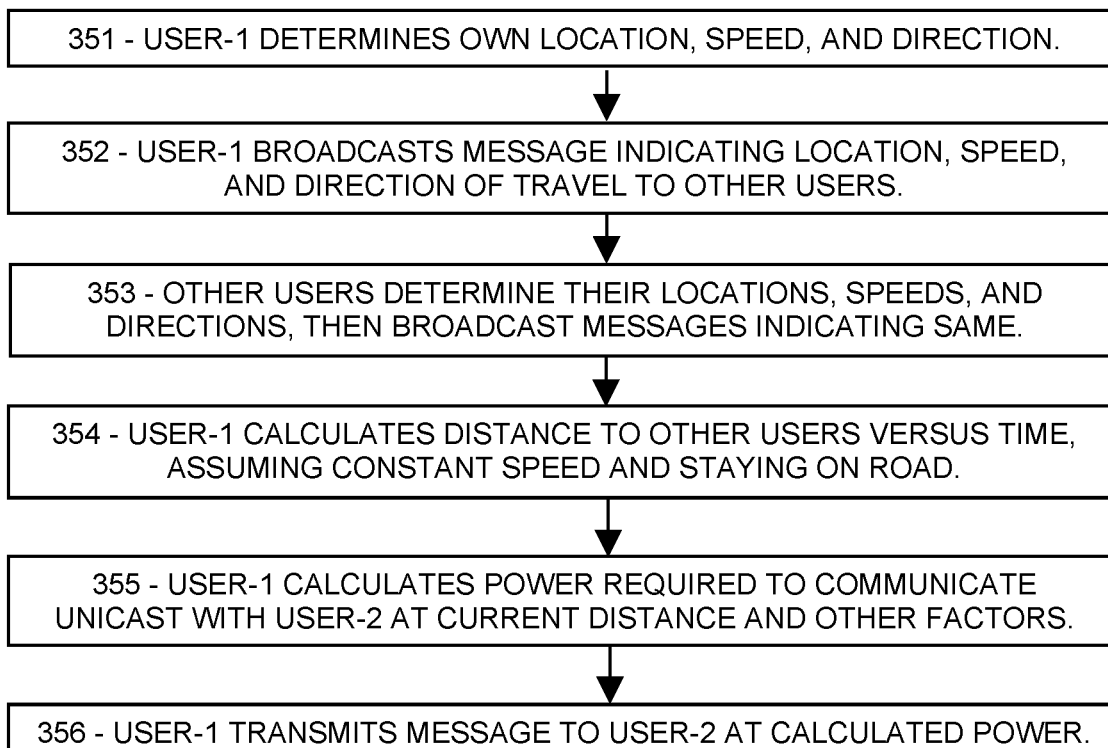 351 - USER-1 DETERMINES OWN LOCATION, SPEED, AND DIRECTION.
352 - USER-1 BROADCASTS MESSAGE INDICATING LOCATION, SPEED,
AND DIRECTION OF TRAVEL TO OTHER USERS.
353 - OTHER USERS DETERMINE THEIR LOCATIONS, SPEEDS, AND
DIRECTIONS, THEN BROADCAST MESSAGES INDICATING SAME.
354 - USER-1 CALCULATES DISTANCE TO OTHER USERS VERSUS TIME,
ASSUMING CONSTANT SPEED AND STAYING ON ROAD.
355 - USER-1 CALCULATES POWER REQUIRED TO COMMUNICATE
UNICAST WITH USER-2 AT CURRENT DISTANCE AND OTHER FACTORS.
356 - USER-1 TRANSMITS MESSAGE TO USER-2 AT CALCULATED POWER.